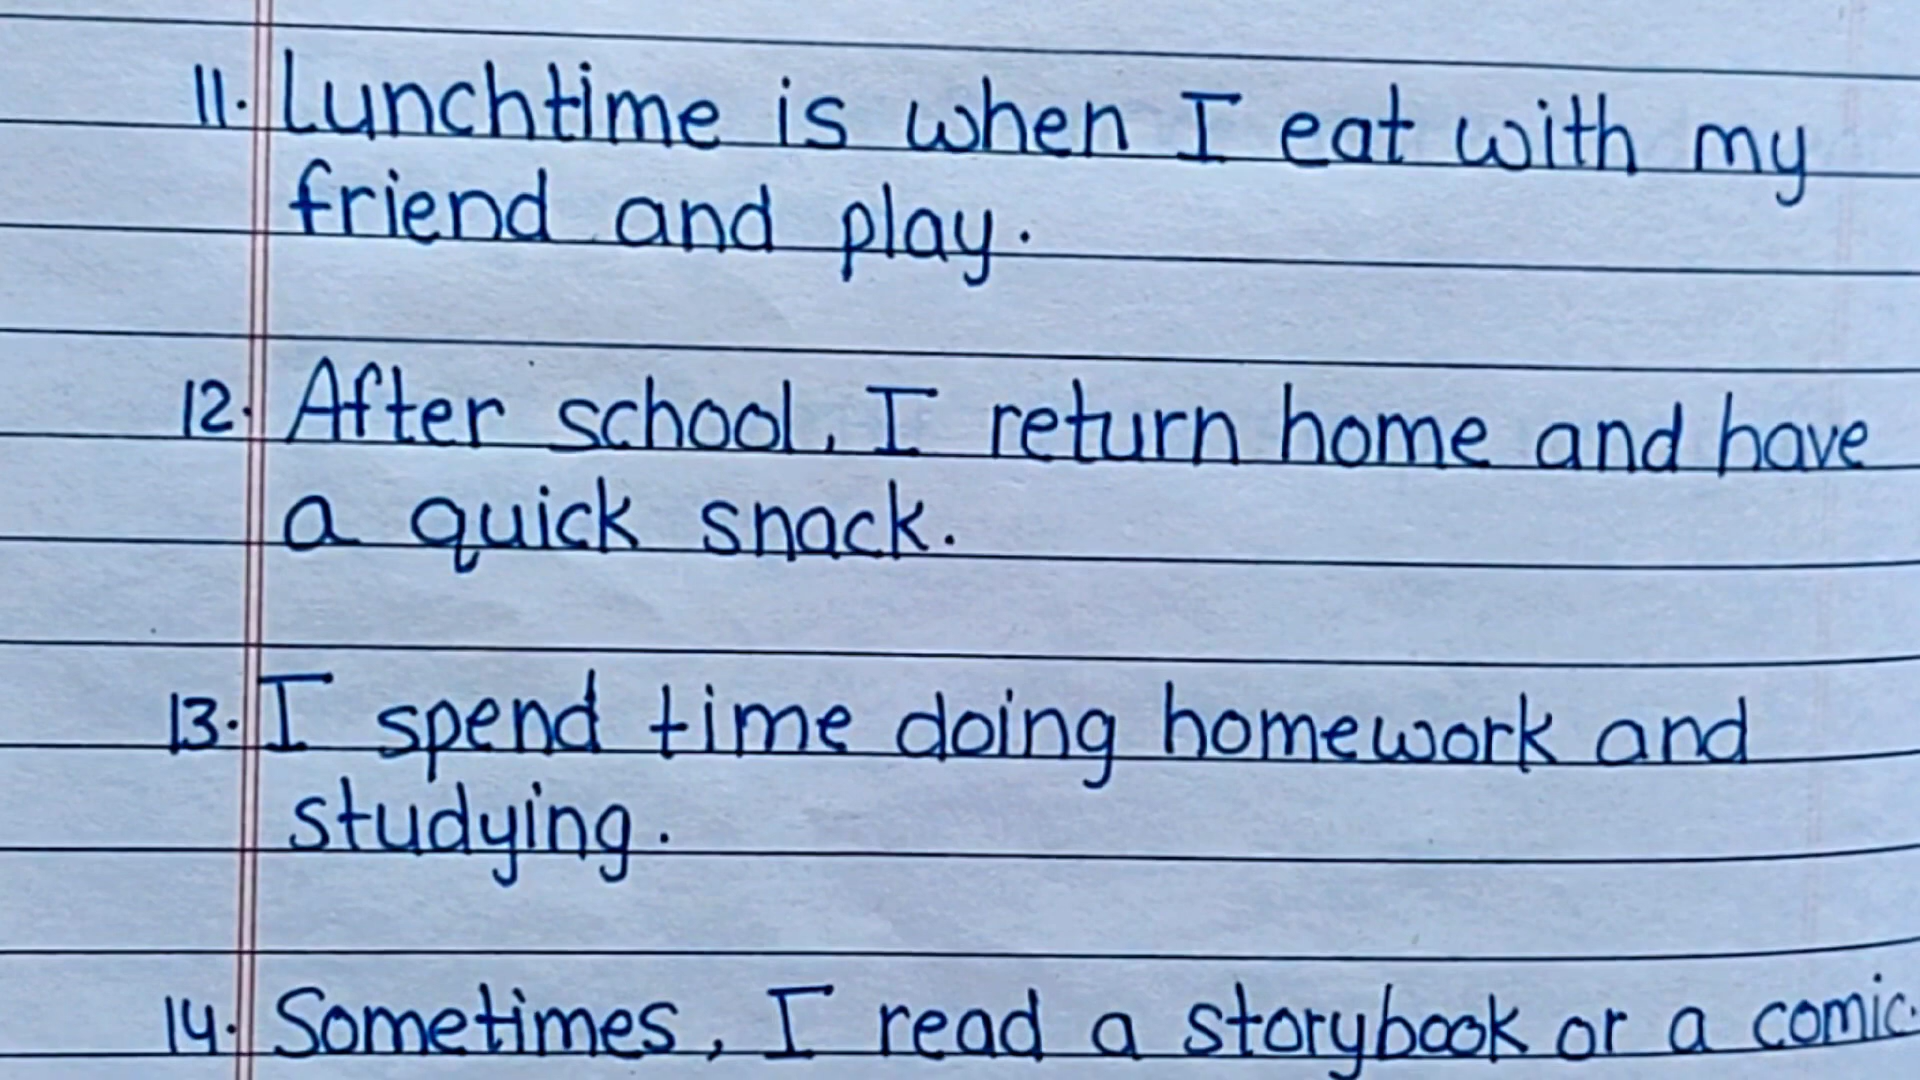 11. Lunchtime is when I eat with my
friend and play.
12. After school, I return home and have
a quick snack.
13. I spend time doing homework and
studying.
14. Sometimes, I read a storybook or a comic.